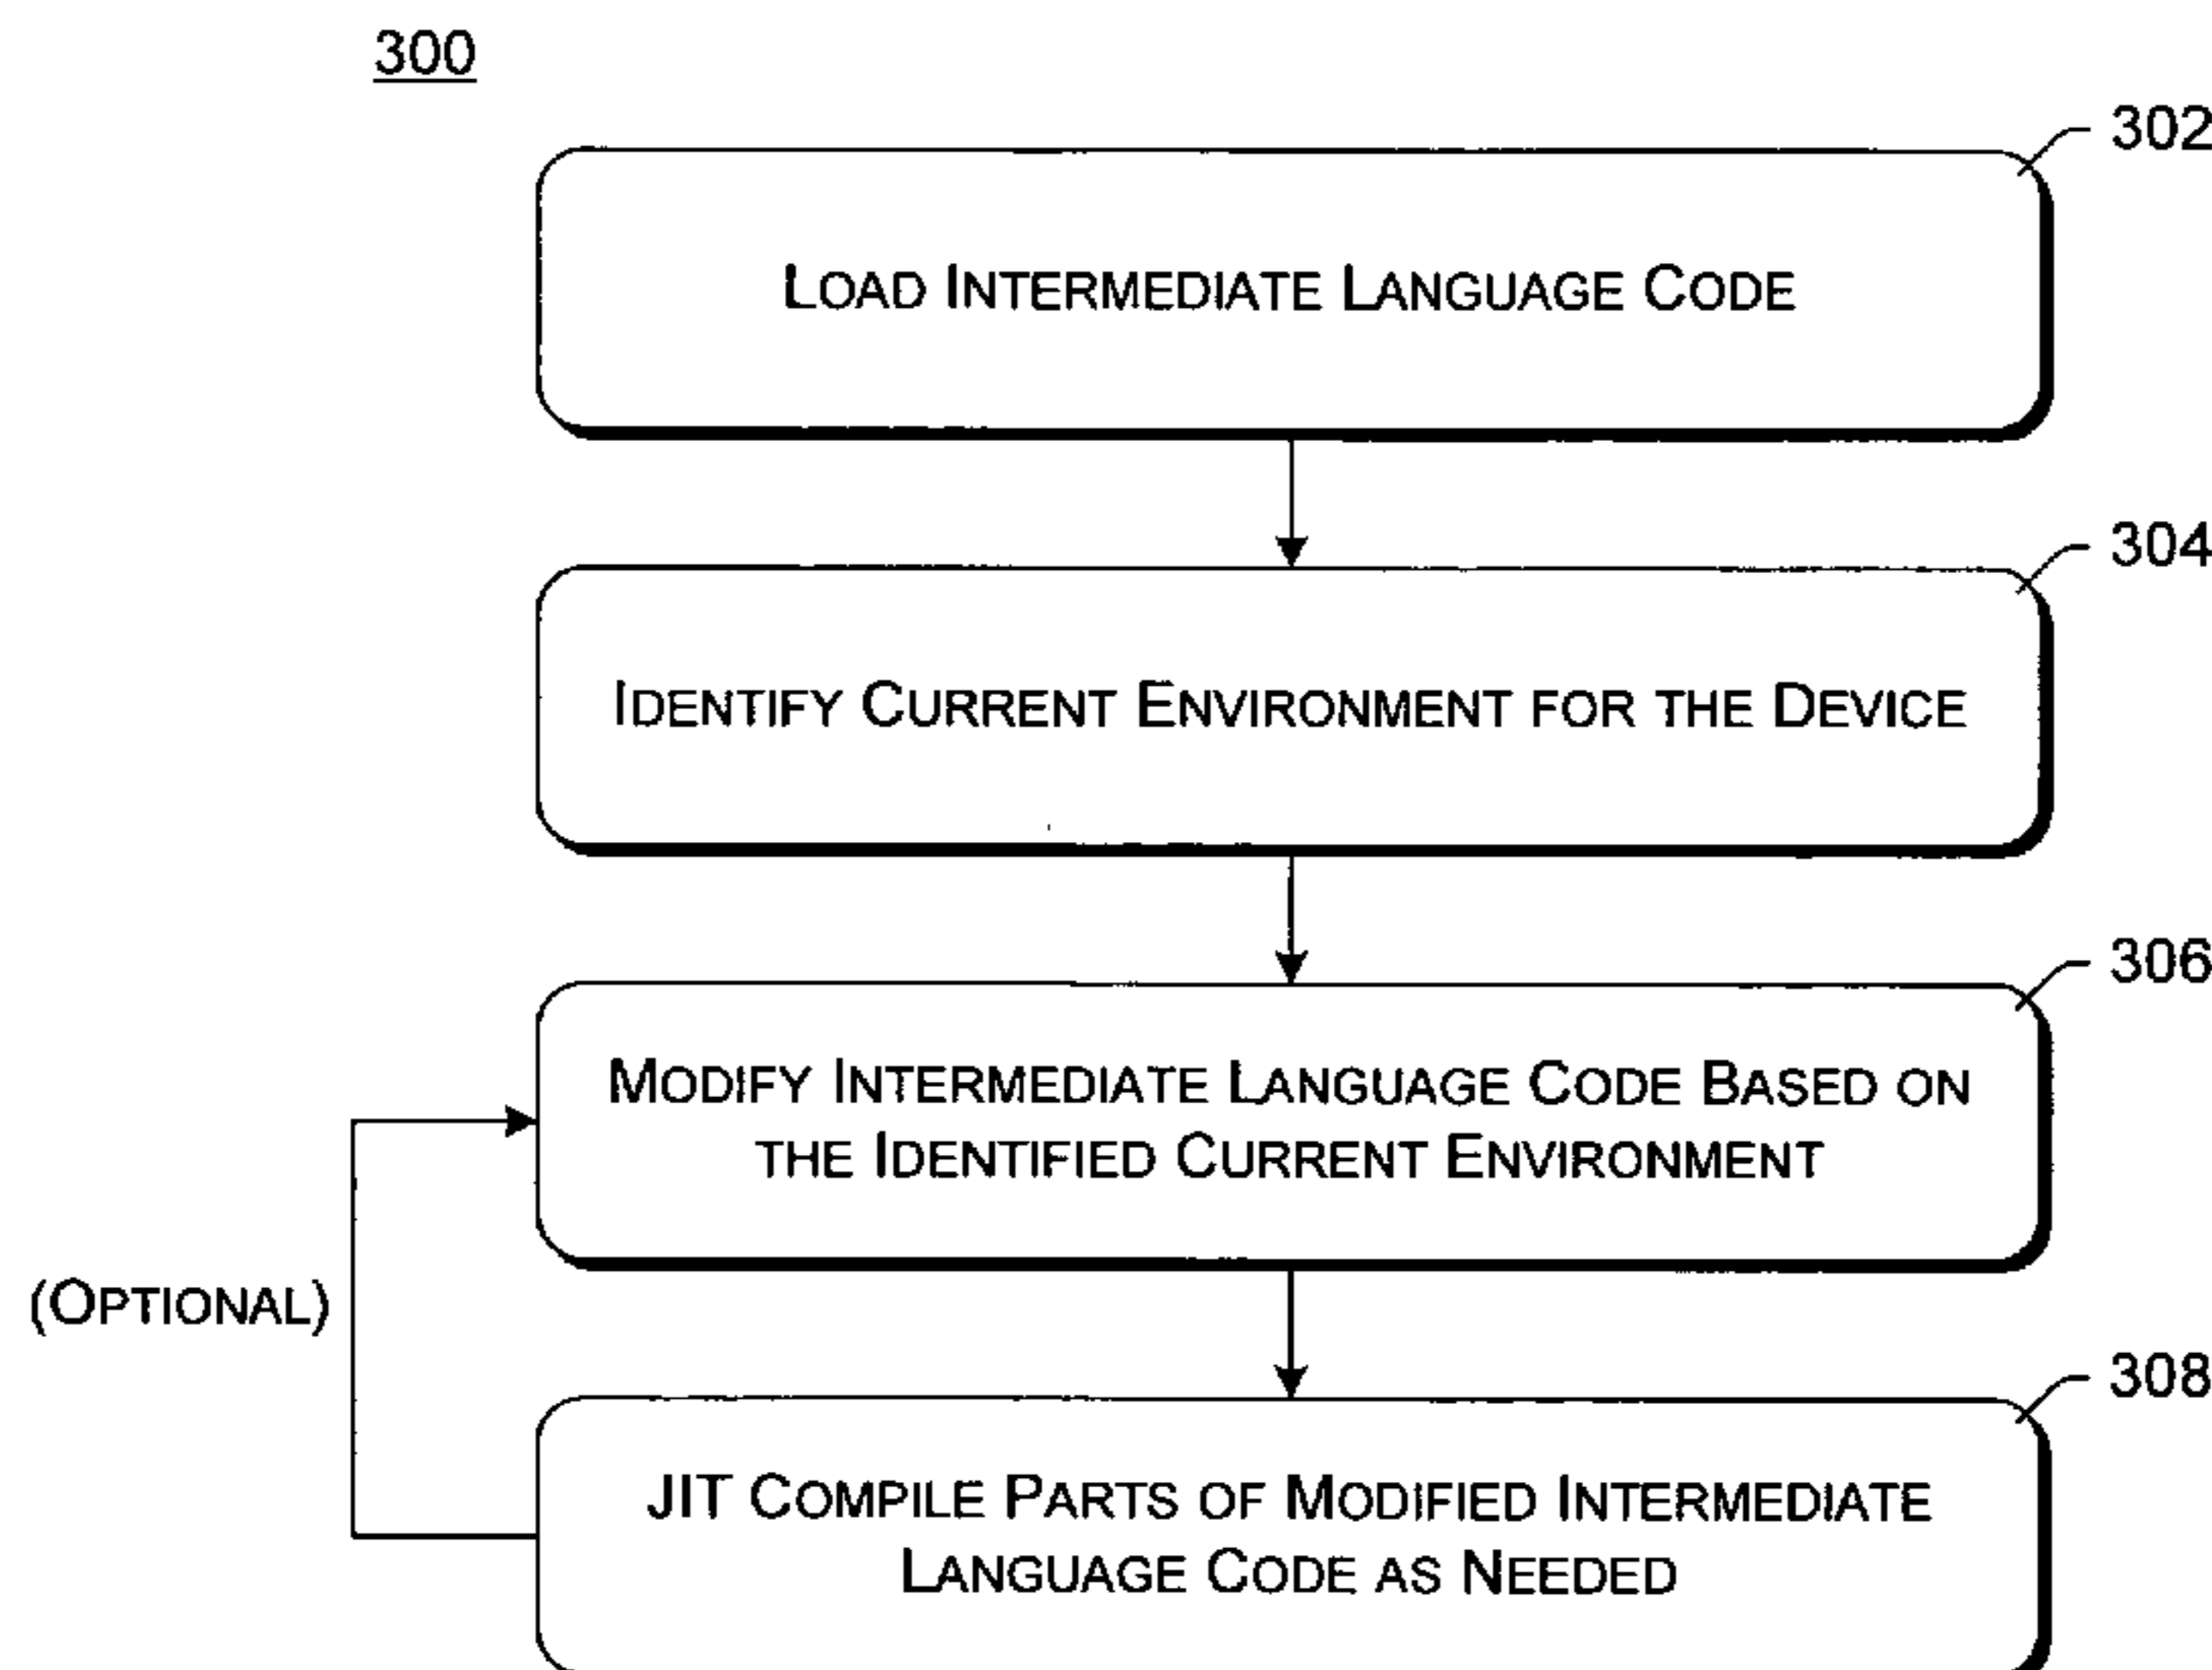 300
302
LOAD INTERMEDIATE LANGUAGE CODE
304
IDENTIFY CURRENT ENVIRONMENT FOR THE DEVICE
306
MODIFY INTERMEDIATE LANGUAGE CODE BASED ON
THE IDENTIFIED CURRENT ENVIRONMENT
(OPTIONAL)
308
JIT COMPILE PARTS OF MODIFIED INTERMEDIATE
LANGUAGE CODE AS NEEDED